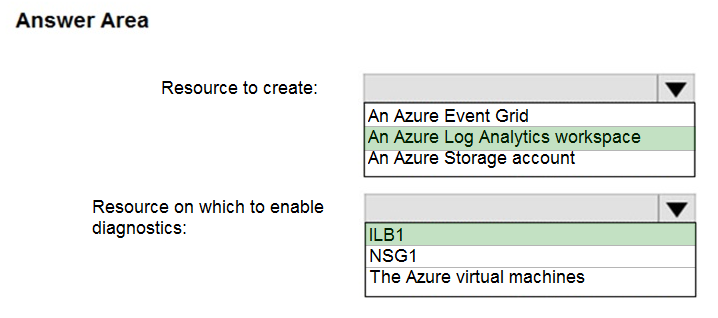 Answer Area
Resource to create:
An Azure Event Grid
An Azure Log Analytics workspace
An Azure Storage account
Resource on which to enable
diagnostics:
ILB1
NSG1
The Azure virtual machines